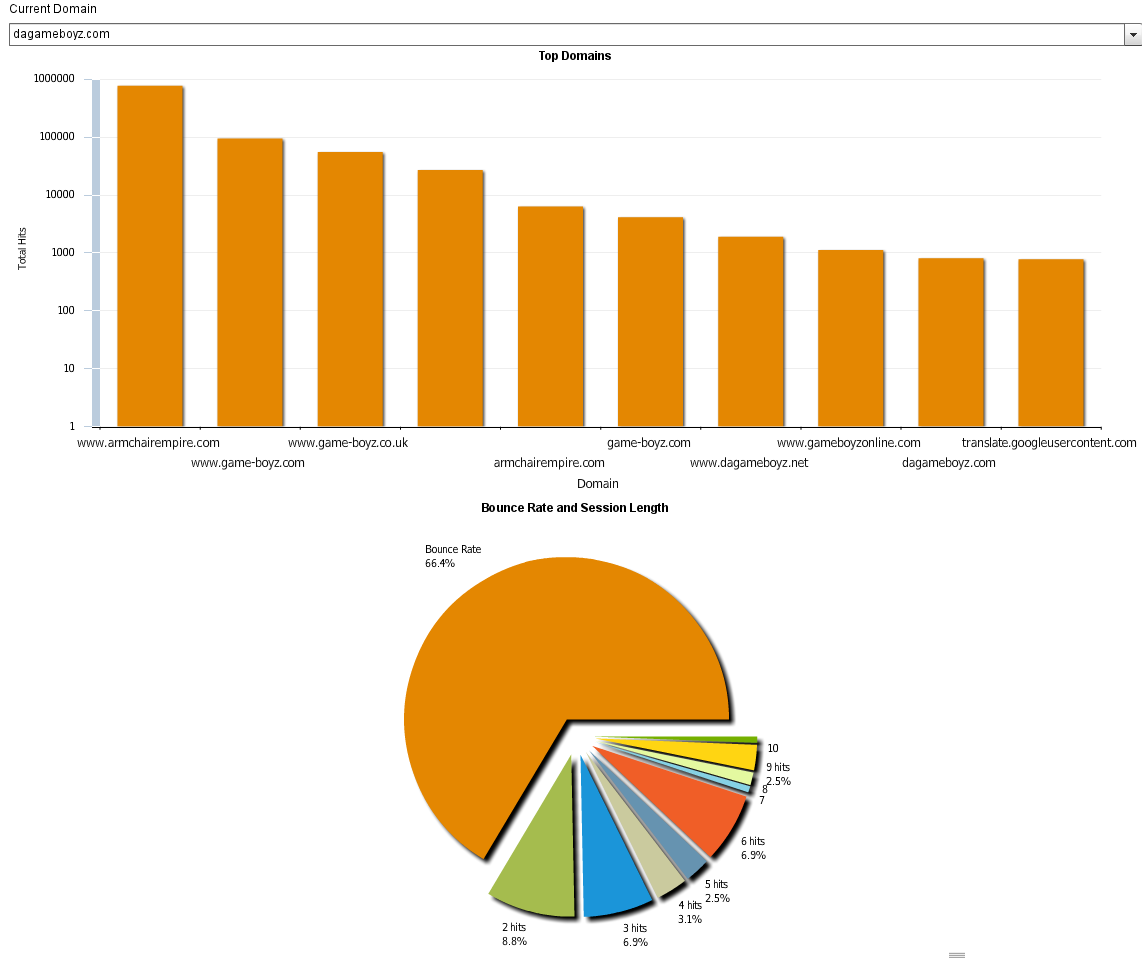 Current Domain
dagameboyz.com
Top Domains
1000000
100000
10000
1000
100
10
1
Total Hits
www.armchairempire.com
www.game-boyz.com
www.game-boyz.co.uk
armchairempire.com
game-boyz.com
www.dagameboyz.net
www.gameboyzonline.com
dagameboyz.com
translate.googleusercontent.com
Domain
Bounce Rate and Session Length
Bounce Rate
66.4%
10
9 hits
2.5%
8
7
6 hits
6.9%
5 hits
2.5%
4 hits
3.1%
3 hits
6.9%
2 hits
8.8%